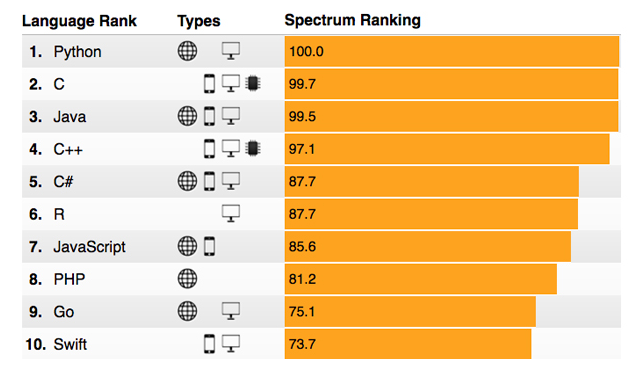 Language Rank Types Spectrum Ranking
1. Python 100.0
2. C 99.7
3. Java 99.5
4. C++ 97.1
5. C# 87.7
6. R 87.7
7. JavaScript 85.6
8. PHP 81.2
9. Go 75.1
10. Swift 73.7